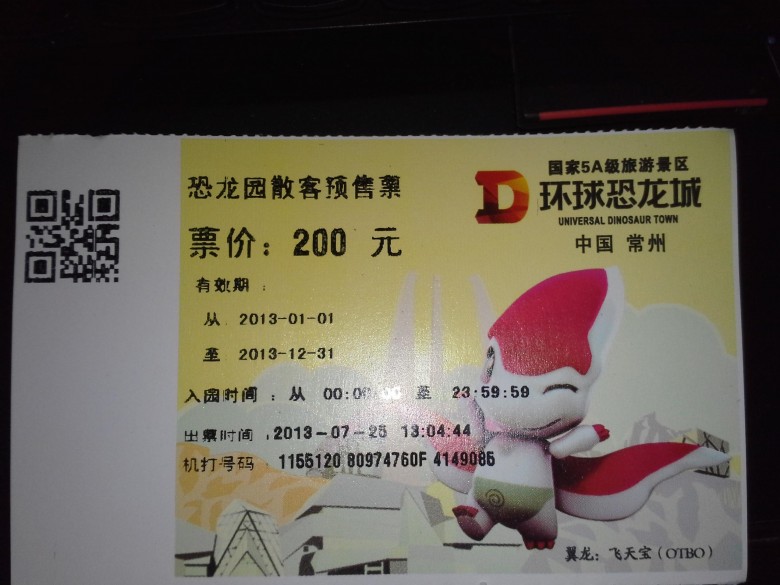 恐龙园散客预售票
票价：200 元
有效期：
从 2013-01-01
至 2013-12-31
入园时间：从 00:00:00 至 23:59:59
出票时间：2013-07-25 13:04:44
机打号码 1155120 80974760F 4149085
国家5A级旅游景区
环球恐龙城
UNIVERSAL DINOSAUR TOWN
中国 常州
翼龙：飞天宝（OTBO）